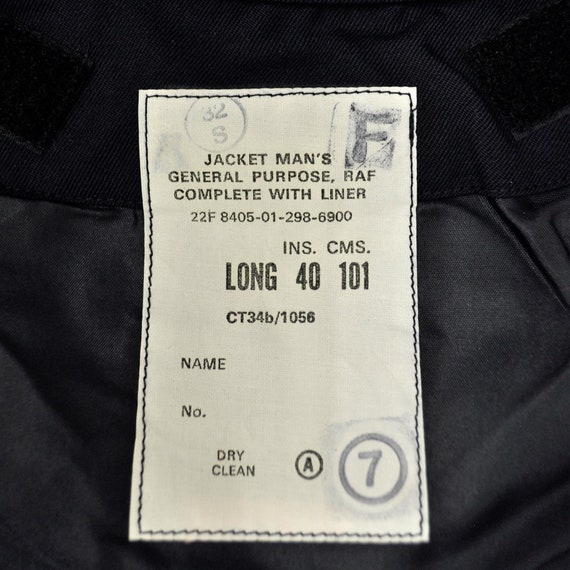 32
S
F
JACKET MAN'S
GENERAL PURPOSE, RAF
COMPLETE WITH LINER
22F 8405-01-298-6900
INS. CMS.
LONG 40 101
CT34b/1056
NAME
No.
DRY
CLEAN
A
7